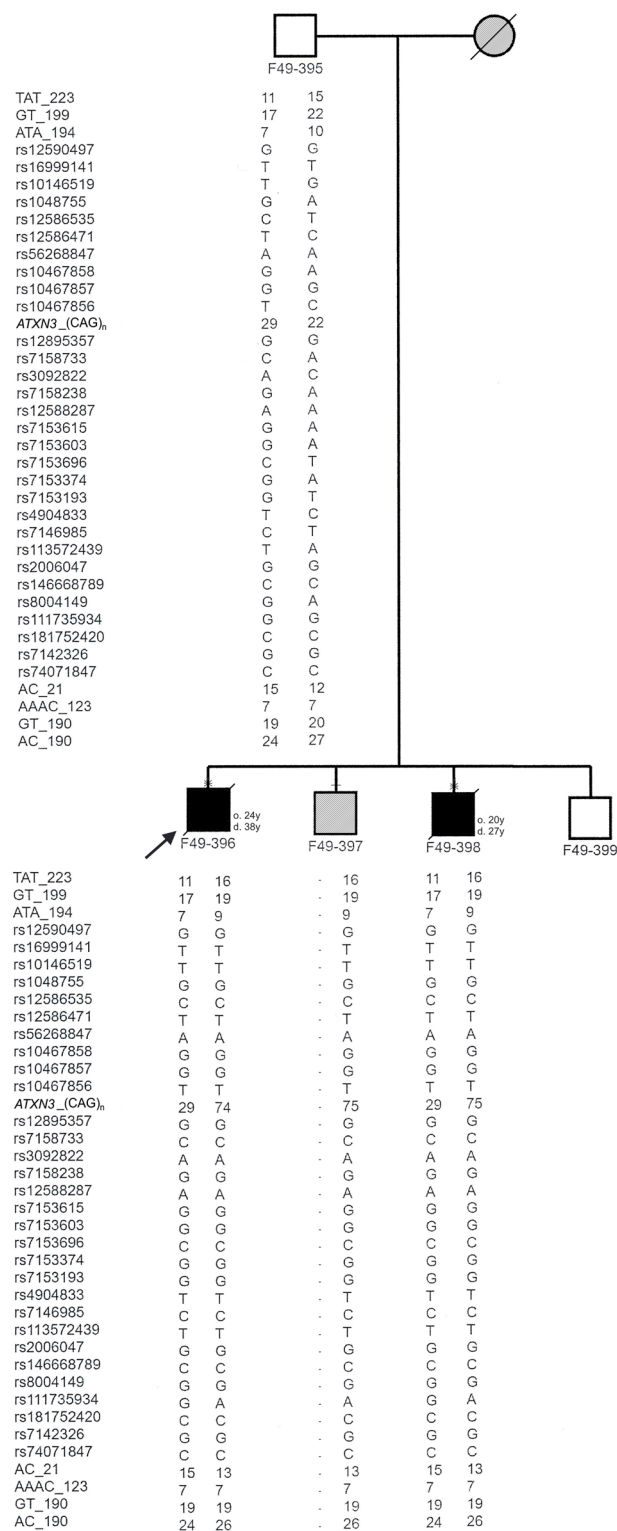 F49-395
TAT_223 11 15
GT_199 17 22
ATA_194 7 10
rs12590497 G G
rs16999141 T T
rs10146519 T G
rs1048755 G A
rs12586535 C T
rs12586471 T C
rs56268847 A A
rs10467858 G A
rs10467857 G G
rs10467856 T C
ATXN3_(CAG)n 29 22
rs12895357 G G
rs7158733 C A
rs3092822 A C
rs7158238 G A
rs12588287 A A
rs7153615 G A
rs7153603 G A
rs7153696 C T
rs7153374 G A
rs7153193 G T
rs4904833 T C
rs7146985 C T
rs113572439 T A
rs2006047 G G
rs146668789 C C
rs8004149 G A
rs111735934 G G
rs181752420 C C
rs7142326 G G
rs74071847 C C
AC_21 15 12
AAAC_123 7 7
GT_190 19 20
AC_190 24 27
o. 24y
d. 38y
o. 20y
d. 27y
F49-396 F49-397 F49-398 F49-399
TAT_223 11 16 - 16 11 16
GT_199 17 19 - 19 17 19
ATA_194 7 9 - 9 7 9
rs12590497 G G - G G G
rs16999141 T T - T T T
rs10146519 T T - T T T
rs1048755 G G - G G G
rs12586535 C C - C C C
rs12586471 T T - T T T
rs56268847 A A - A A A
rs10467858 G G - G G G
rs10467857 G G - G G G
rs10467856 T T - T T T
ATXN3_(CAG)n 29 74 - 75 29 75
rs12895357 G G - G G G
rs7158733 C C - C C C
rs3092822 A A - A A A
rs7158238 G G - G G G
rs12588287 A A - A A A
rs7153615 G G - G G G
rs7153603 G G - G G G
rs7153696 C C - C C C
rs7153374 G G - G G G
rs7153193 G G - G G G
rs4904833 T T - T T T
rs7146985 C C - C C C
rs113572439 T T - T T T
rs2006047 G G - G G G
rs146668789 C C - C C C
rs8004149 G G - G G G
rs111735934 G A - A G A
rs181752420 C C - C C C
rs7142326 G G - G G G
rs74071847 C C - C C C
AC_21 15 13 - 13 15 13
AAAC_123 7 7 - 7 7 7
GT_190 19 19 - 19 19 19
AC_190 24 26 - 26 24 26